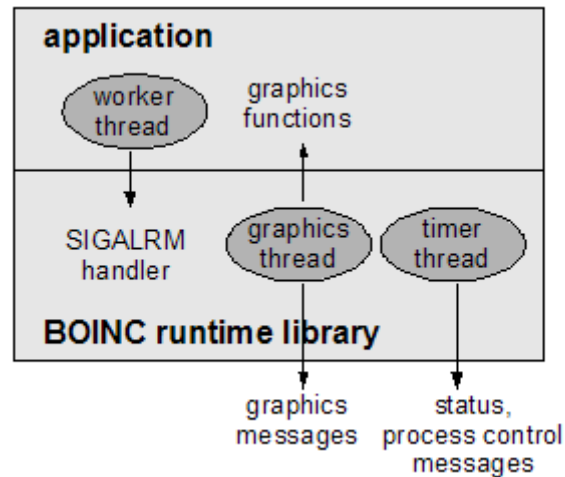 application
worker
thread
graphics
functions
SIGALRM
handler
graphics
thread
timer
thread
BOINC runtime library
graphics
messages
status,
process control
messages